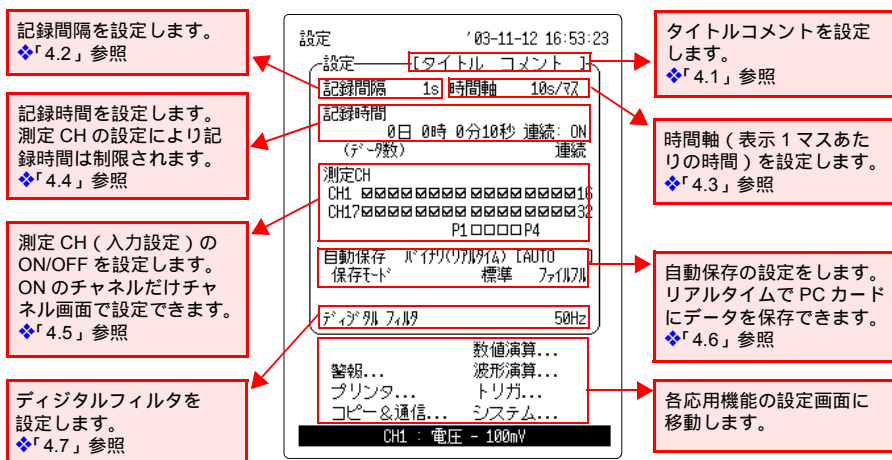 記録間隔を設定します。
❖「4.2」参照
記録時間を設定します。
測定 CH の設定により記
録時間は制限されます。
❖「4.4」参照
測定 CH ( 入力設定 ) の
ON/OFF を設定します。
ON のチャネルだけチャ
ネル画面で設定できます。
❖「4.5」参照
ディジタルフィルタを
設定します。
❖「4.7」参照
設定 '03-11-12 16:53:23
設定 [タイトル コメント ]
記録間隔 1s 時間軸 10s/マス
記録時間
0日 0時 0分10秒 連続: ON
(データ数) 連続
測定CH
CH1 ☑☑☑☑☑☑☑☑ ☑☑☑☑☑☑☑☑16
CH17☑☑☑☑☑☑☑☑ ☑☑☑☑☑☑☑☑32
P1□□□□P4
自動保存 バイナリ(リアルタイム) [AUTO ]
保存モード 標準 ファイルフル
ディジタル フィルタ 50Hz
数値演算...
警報... 波形演算...
プリンタ... トリガ...
コピー&通信... システム...
CH1 : 電圧 - 100mV
タイトルコメントを設定
します。
❖「4.1」参照
時間軸 ( 表示 1 マスあた
りの時間 ) を設定します。
❖「4.3」参照
自動保存の設定をします。
リアルタイムで PC カード
にデータを保存できます。
❖「4.6」参照
各応用機能の設定画面に
移動します。